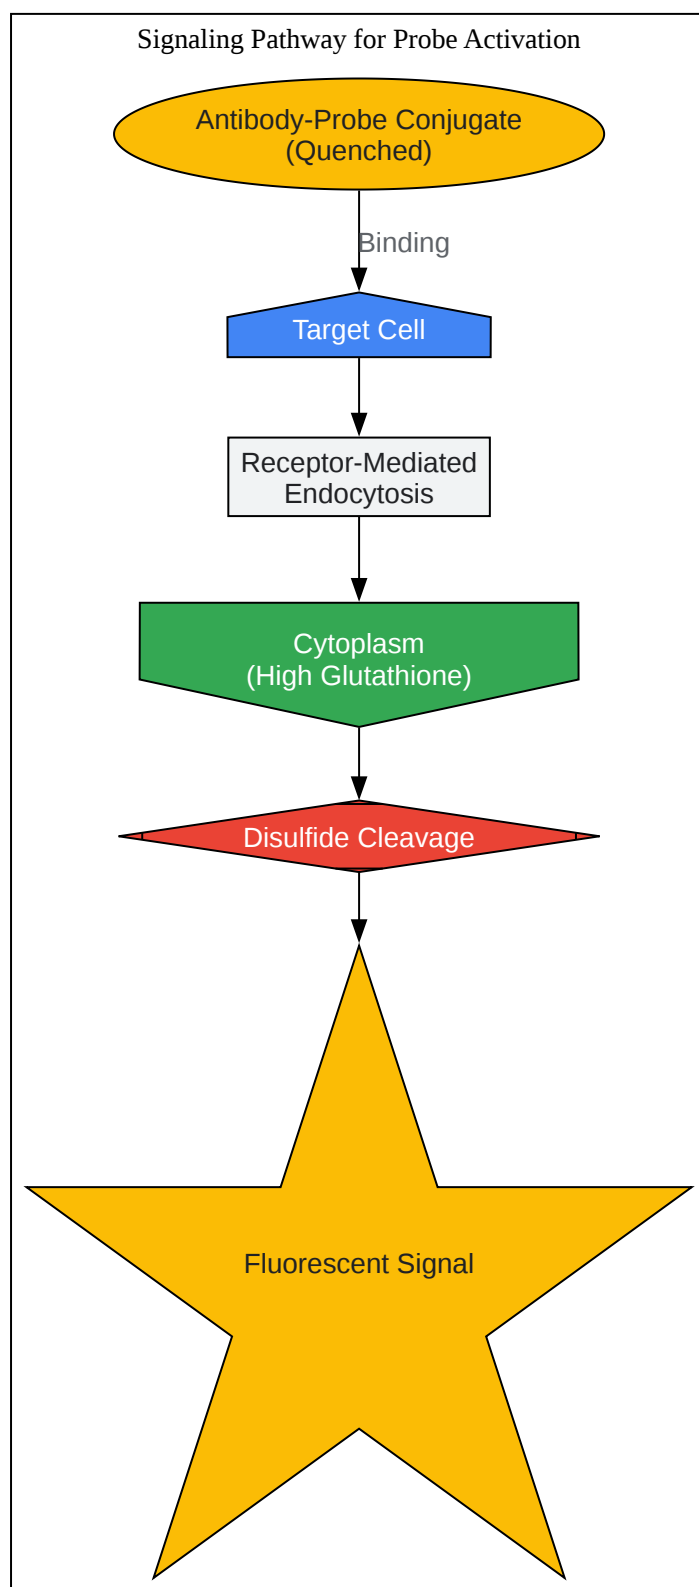 Signaling Pathway for Probe Activation
Antibody-Probe Conjugate
(Quenched)
Binding
Target Cell
Receptor-Mediated
Endocytosis
Cytoplasm
(High Glutathione)
Disulfide Cleavage
Fluorescent Signal